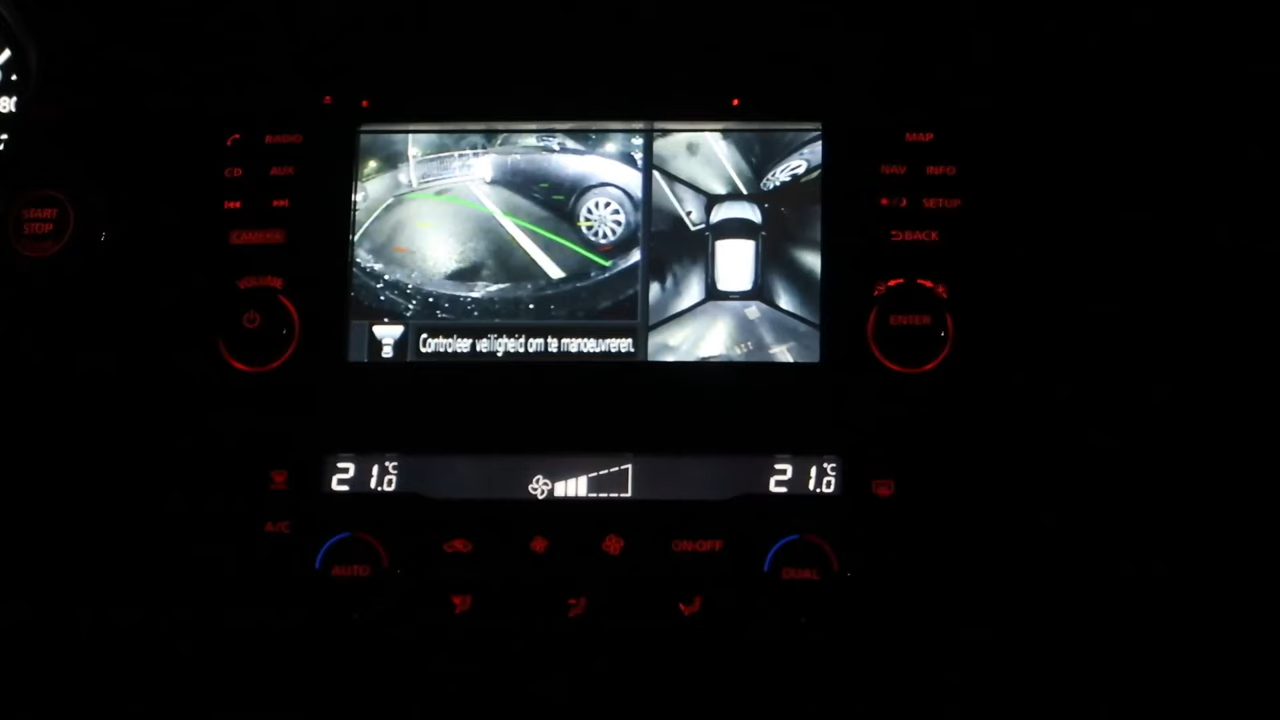 80
RADIO
MAP
CD AUX
NAV INFO
SETUP
START
STOP
CAMERA
BACK
VOLUME
ENTER
Controleer veiligheid om te manoeuvreren.
21.0 °C
21.0 °C
A/C
AUTO
ON·OFF
DUAL